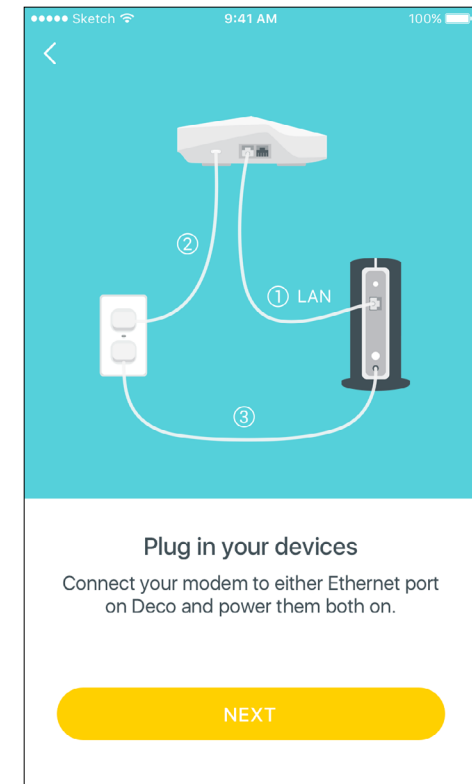 Sketch 9:41 AM 100%
②
① LAN
③
Plug in your devices
Connect your modem to either Ethernet port
on Deco and power them both on.
NEXT